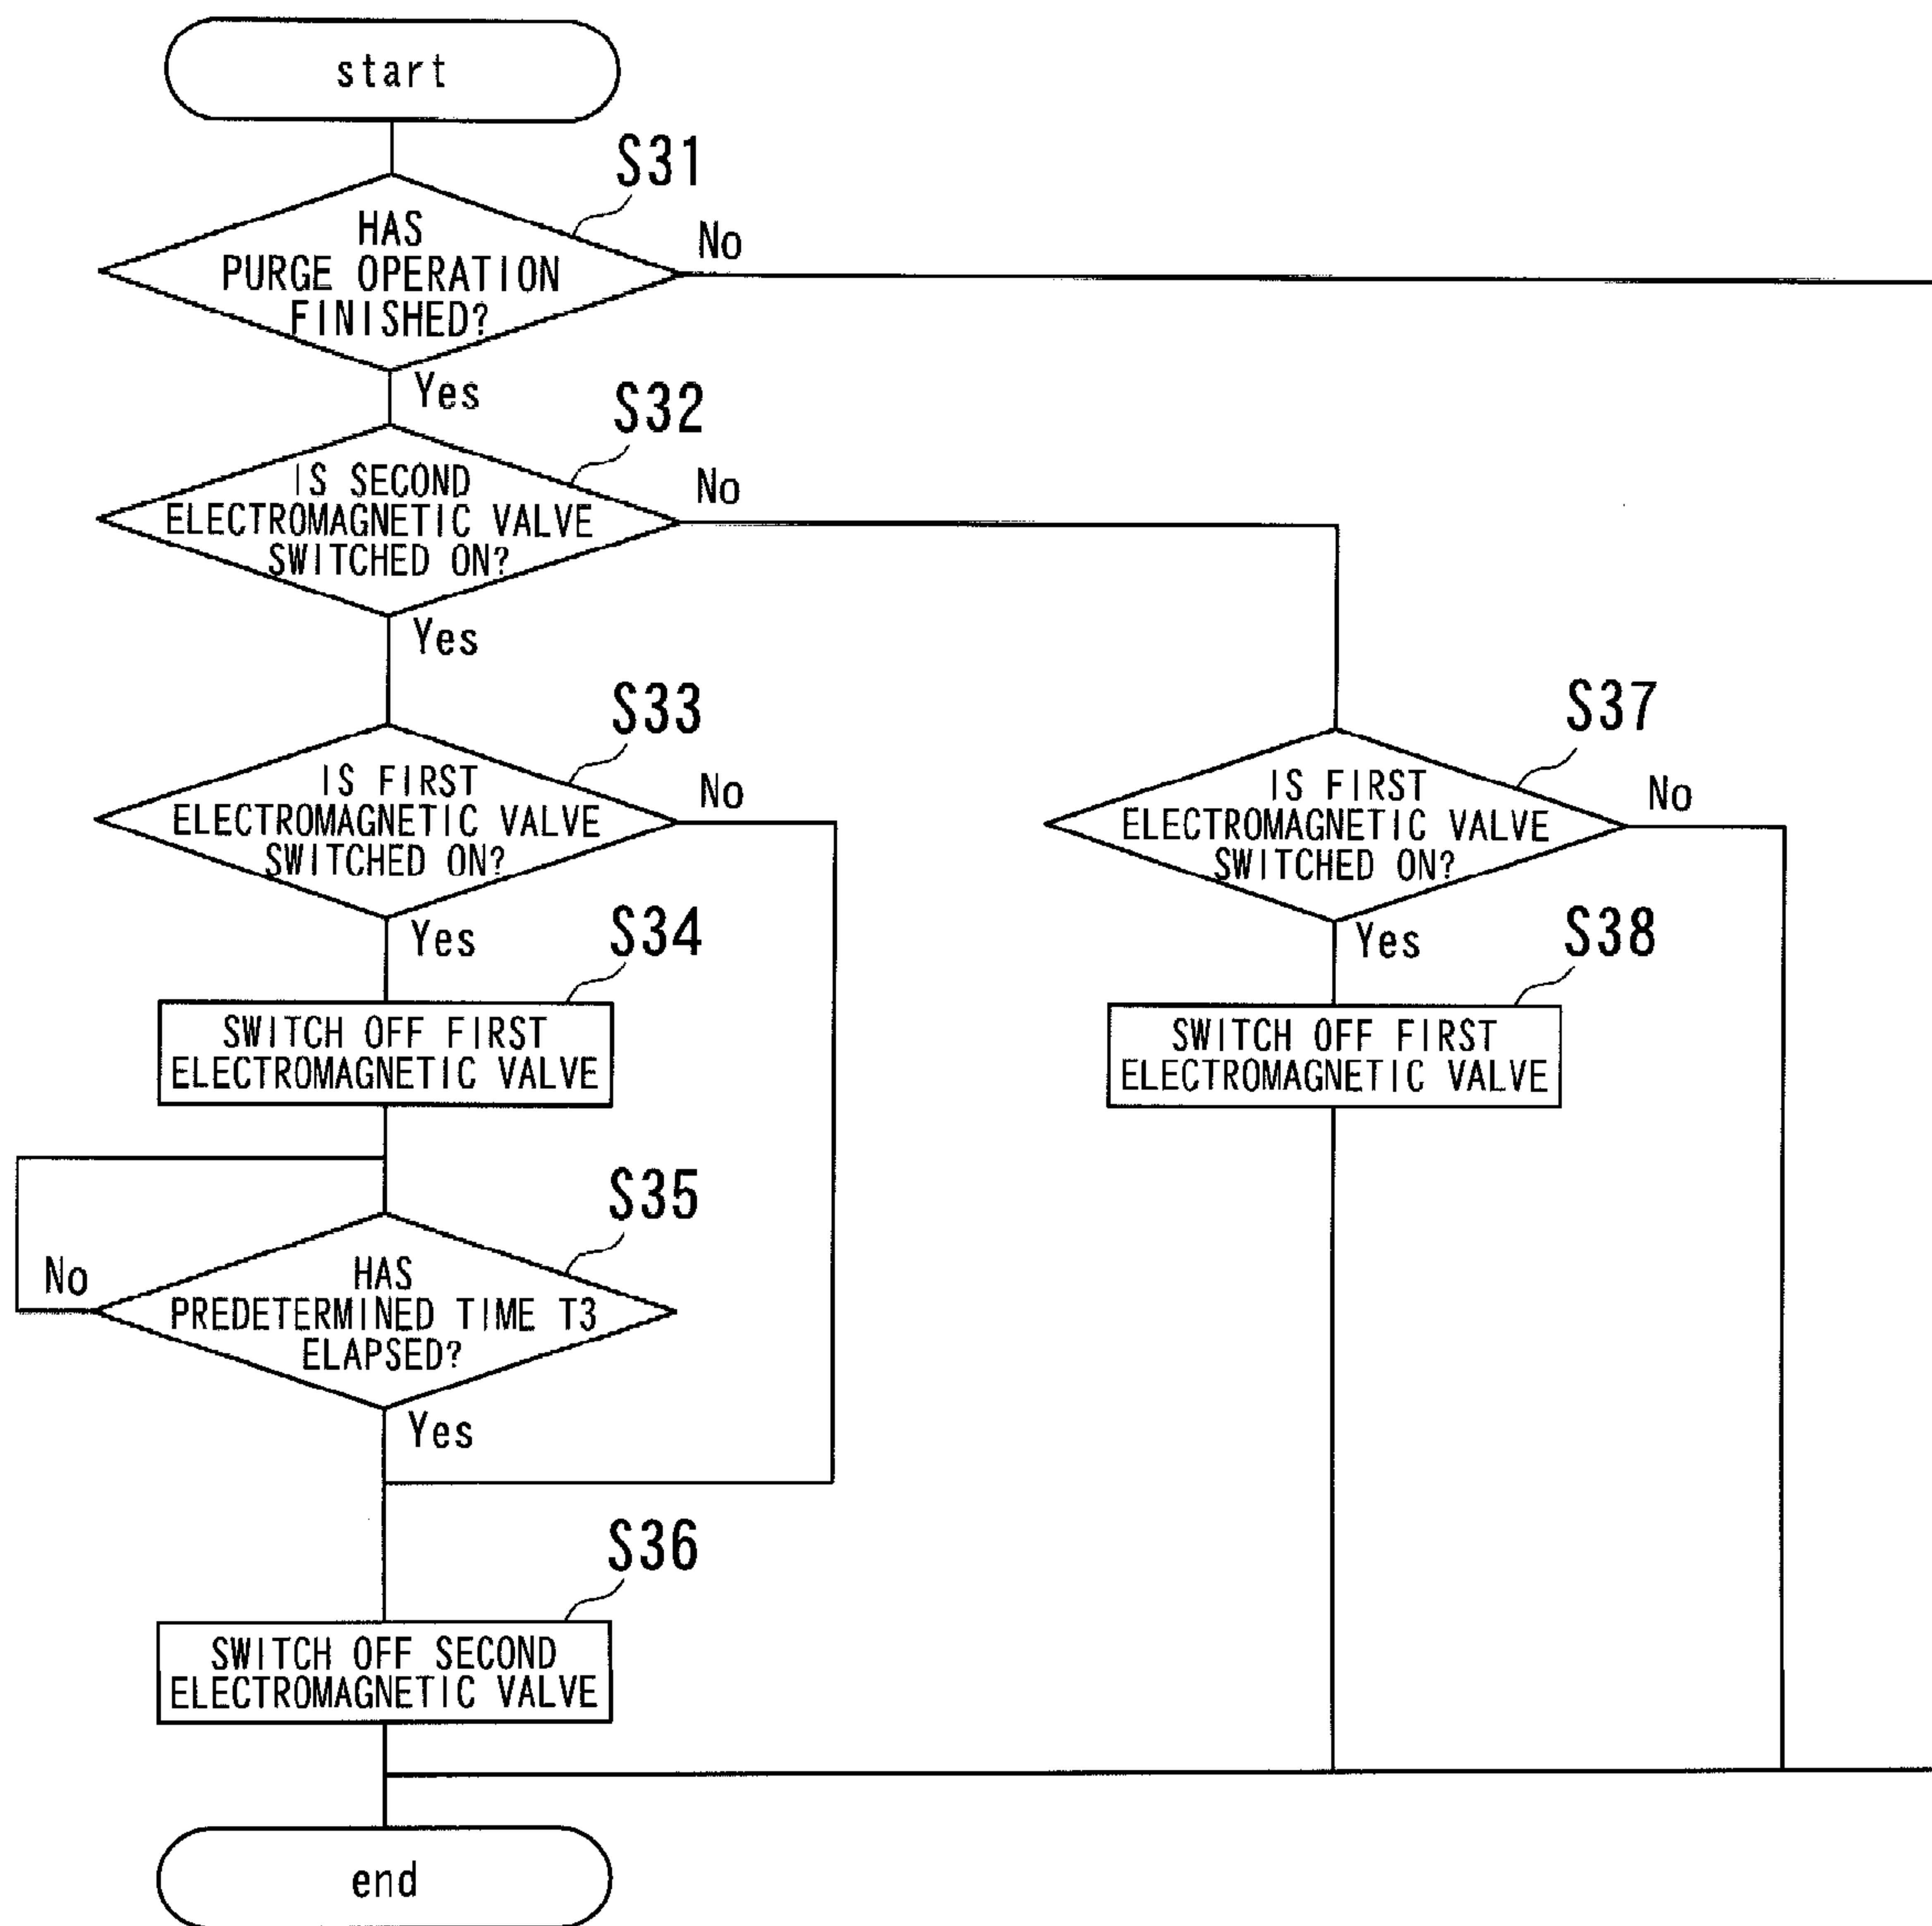 start
S31
HAS
PURGE OPERATION
FINISHED?
No
Yes
S32
IS SECOND
ELECTROMAGNETIC VALVE
SWITCHED ON?
No
Yes
S33
IS FIRST
ELECTROMAGNETIC VALVE
SWITCHED ON?
No
Yes
S34
SWITCH OFF FIRST
ELECTROMAGNETIC VALVE
S35
HAS
PREDETERMINED TIME T3
ELAPSED?
No
Yes
S36
SWITCH OFF SECOND
ELECTROMAGNETIC VALVE
S37
IS FIRST
ELECTROMAGNETIC VALVE
SWITCHED ON?
No
Yes
S38
SWITCH OFF FIRST
ELECTROMAGNETIC VALVE
end